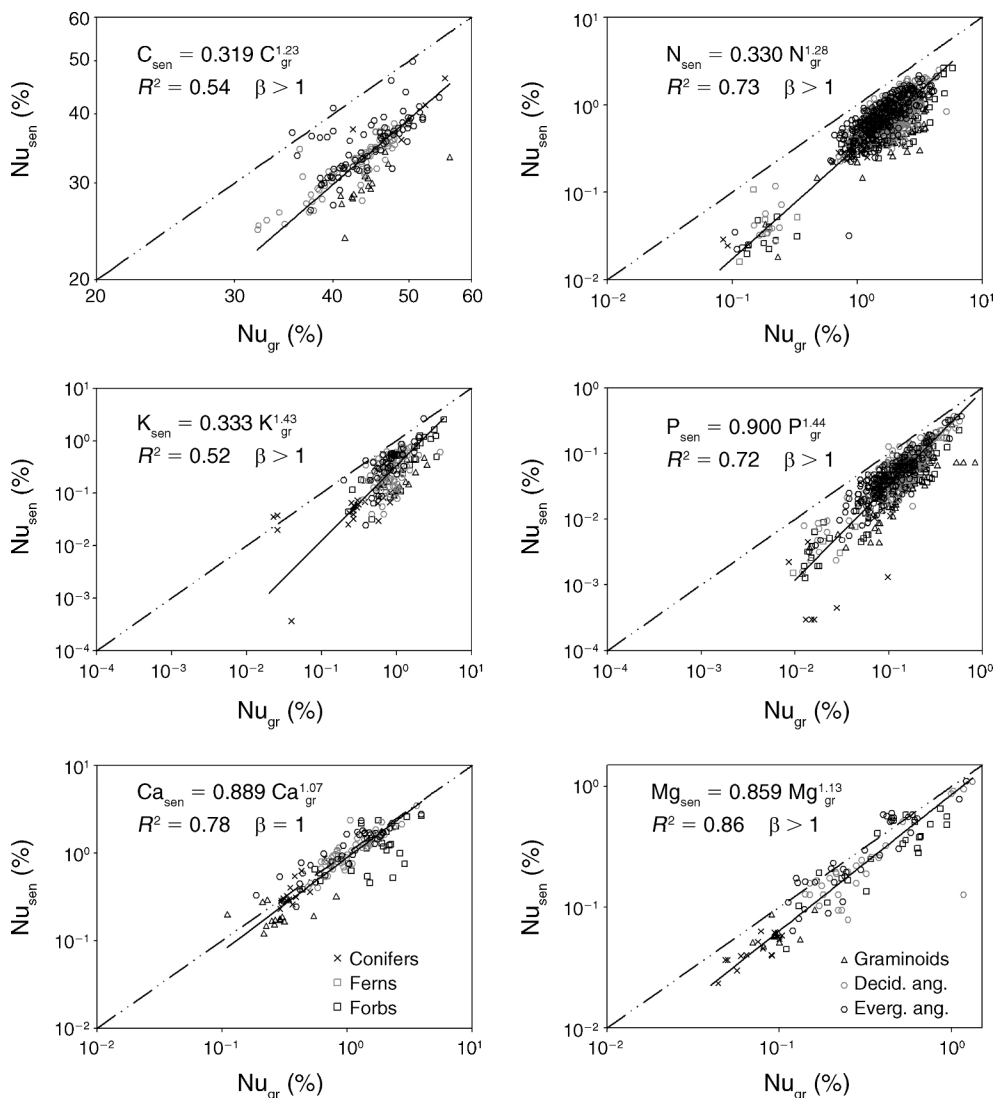 C_sen = 0.319 C_gr^1.23
R² = 0.54 β > 1
Nu_sen (%)
60
50
40
30
20
20
30
40
50
60
Nu_gr (%)
N_sen = 0.330 N_gr^1.28
R² = 0.73 β > 1
Nu_sen (%)
10^1
10^0
10^−1
10^−2
10^−2
10^−1
10^0
10^1
Nu_gr (%)
K_sen = 0.333 K_gr^1.43
R² = 0.52 β > 1
Nu_sen (%)
10^1
10^0
10^−1
10^−2
10^−3
10^−4
10^−4
10^−3
10^−2
10^−1
10^0
10^1
Nu_gr (%)
P_sen = 0.900 P_gr^1.44
R² = 0.72 β > 1
Nu_sen (%)
10^0
10^−1
10^−2
10^−3
10^−4
10^−4
10^−3
10^−2
10^−1
10^0
Nu_gr (%)
Ca_sen = 0.889 Ca_gr^1.07
R² = 0.78 β = 1
Nu_sen (%)
10^1
10^0
10^−1
10^−2
10^−2
10^−1
10^0
10^1
Conifers
Ferns
Forbs
Nu_gr (%)
Mg_sen = 0.859 Mg_gr^1.13
R² = 0.86 β > 1
Nu_sen (%)
10^0
10^−1
10^−2
10^−2
10^−1
10^0
Graminoids
Decid. ang.
Everg. ang.
Nu_gr (%)